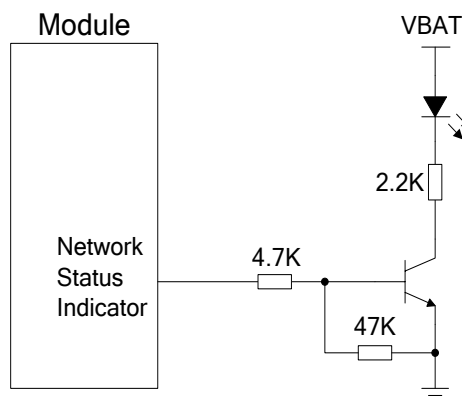 Module
VBAT
2.2K
Network
Status
Indicator
4.7K
47K